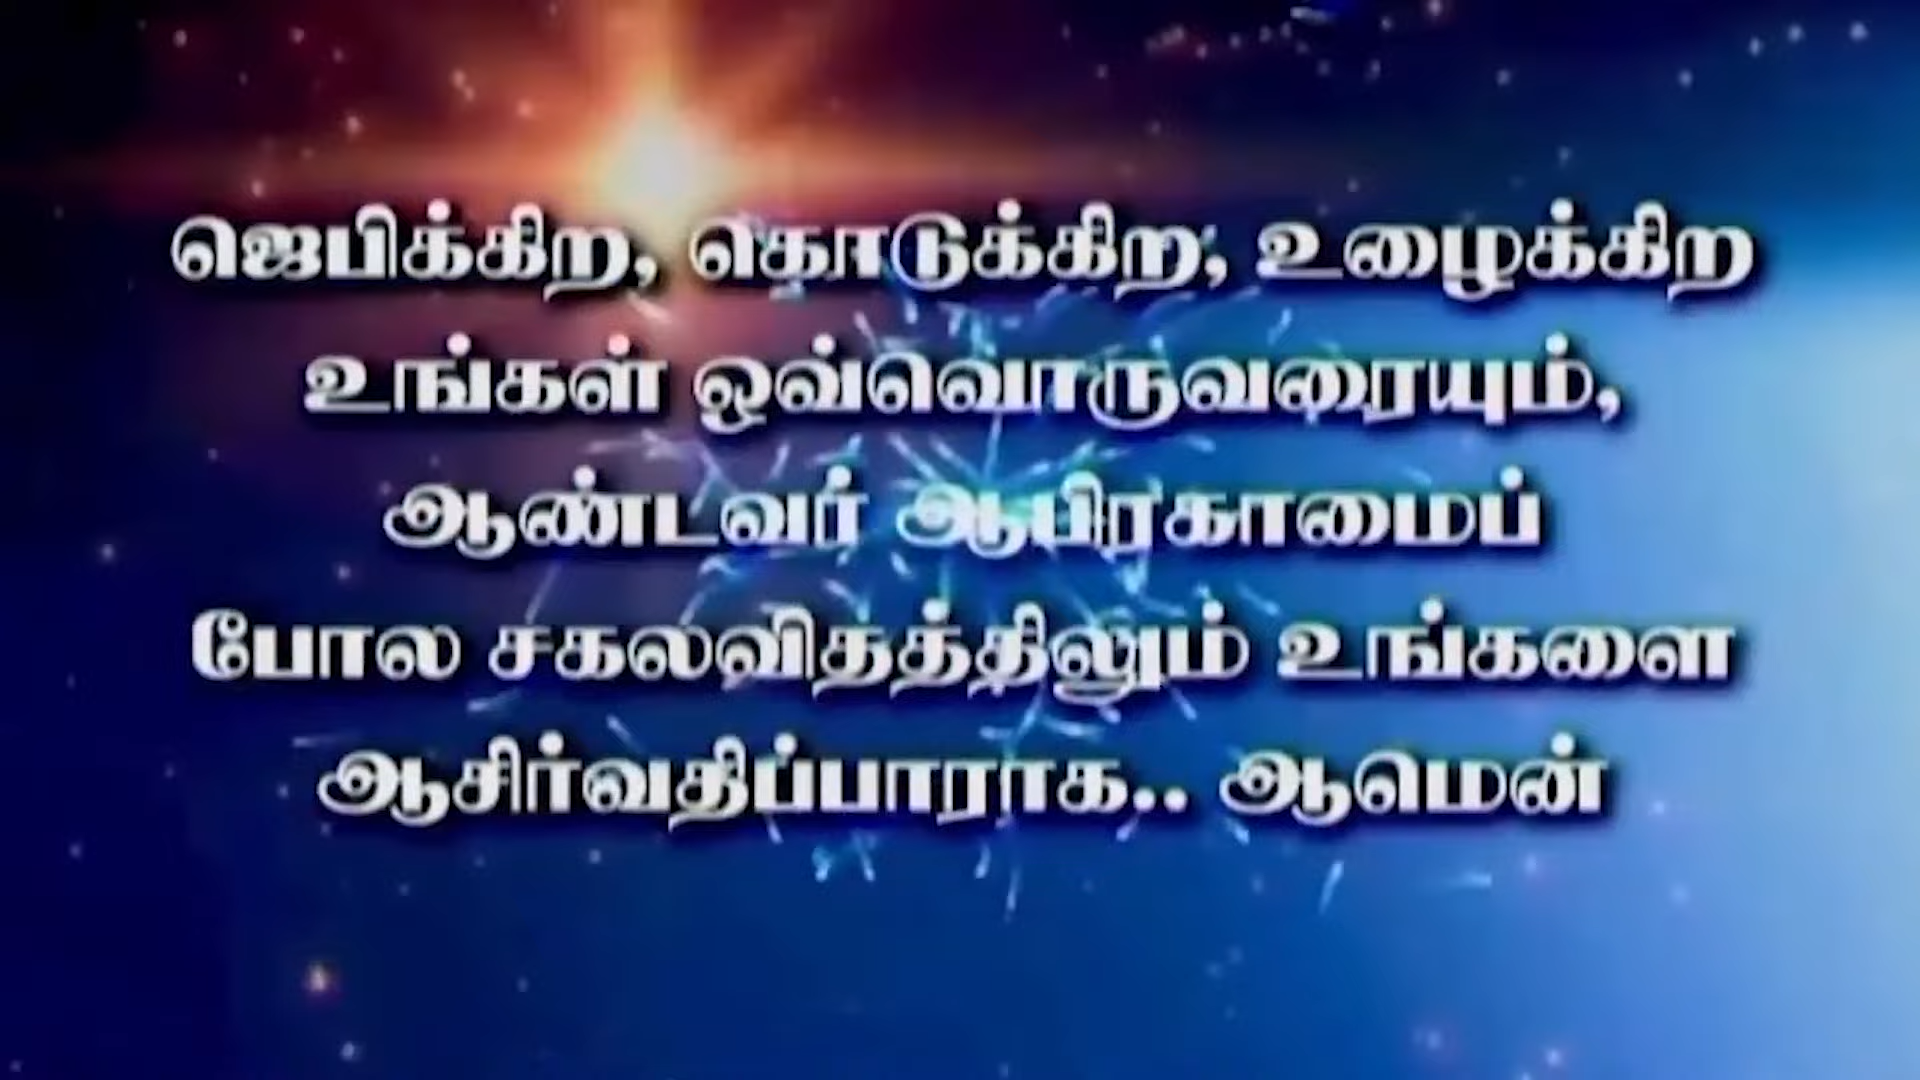 ஜெபிக்கிற, கொடுக்கிற, உழைக்கிற
உங்கள் ஒவ்வொருவரையும்,
ஆண்டவர் ஆபிரகாமைப்
போல சகலவிதத்திலும் உங்களை
ஆசிர்வதிப்பாராக.. ஆமென்